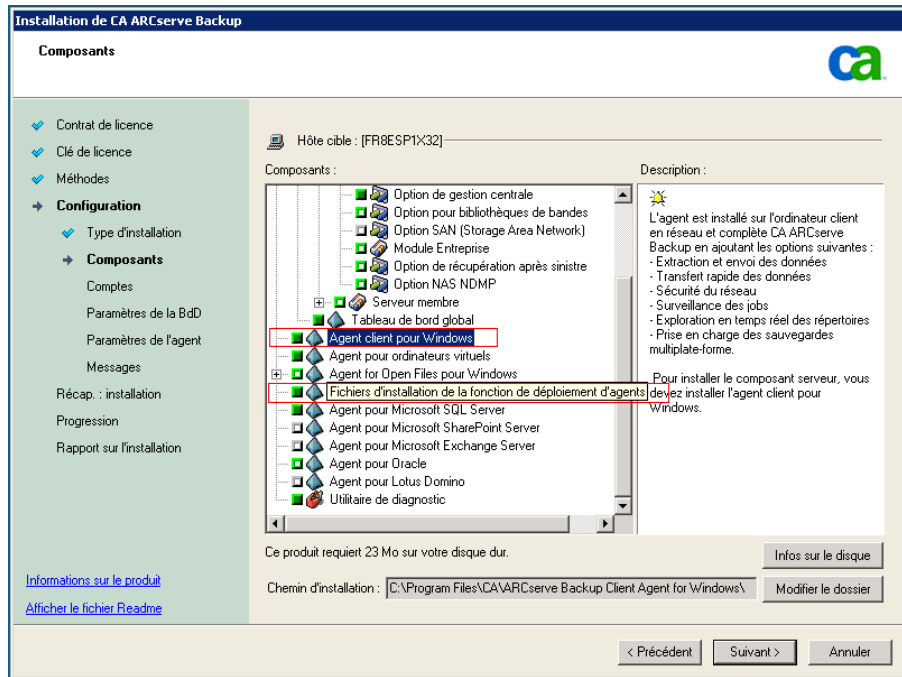 Installation de CA ARCserve Backup
Composants
ca
Contrat de licence
Clé de licence
Méthodes
Configuration
Type d'installation
Composants
Comptes
Paramètres de la BdD
Paramètres de l'agent
Messages
Récap. : installation
Progression
Rapport sur l'installation
Informations sur le produit
Afficher le fichier Readme
Hôte cible : [FR8ESP1X32]
Composants :
Option de gestion centrale
Option pour bibliothèques de bandes
Option SAN (Storage Area Network)
Module Entreprise
Option de récupération après sinistre
Option NAS NDMP
Serveur membre
Tableau de bord global
Agent client pour Windows
Agent pour ordinateurs virtuels
Agent for Open Files pour Windows
Fichiers d'installation de la fonction de déploiement d'agents
Agent pour Microsoft SQL Server
Agent pour Microsoft SharePoint Server
Agent pour Microsoft Exchange Server
Agent pour Oracle
Agent pour Lotus Domino
Utilitaire de diagnostic
Description :
L'agent est installé sur l'ordinateur client
en réseau et complète CA ARCserve
Backup en ajoutant les options suivantes :
- Extraction et envoi des données
- Transfert rapide des données
- Sécurité du réseau
- Surveillance des jobs
- Exploration en temps réel des répertoires
- Prise en charge des sauvegardes
multiplate-forme.
Pour installer le composant serveur, vous
devez installer l'agent client pour
Windows.
Ce produit requiert 23 Mo sur votre disque dur.
Infos sur le disque
Chemin d'installation : C:\Program Files\CA\ARCserve Backup Client Agent for Windows\
Modifier le dossier
< Précédent
Suivant >
Annuler